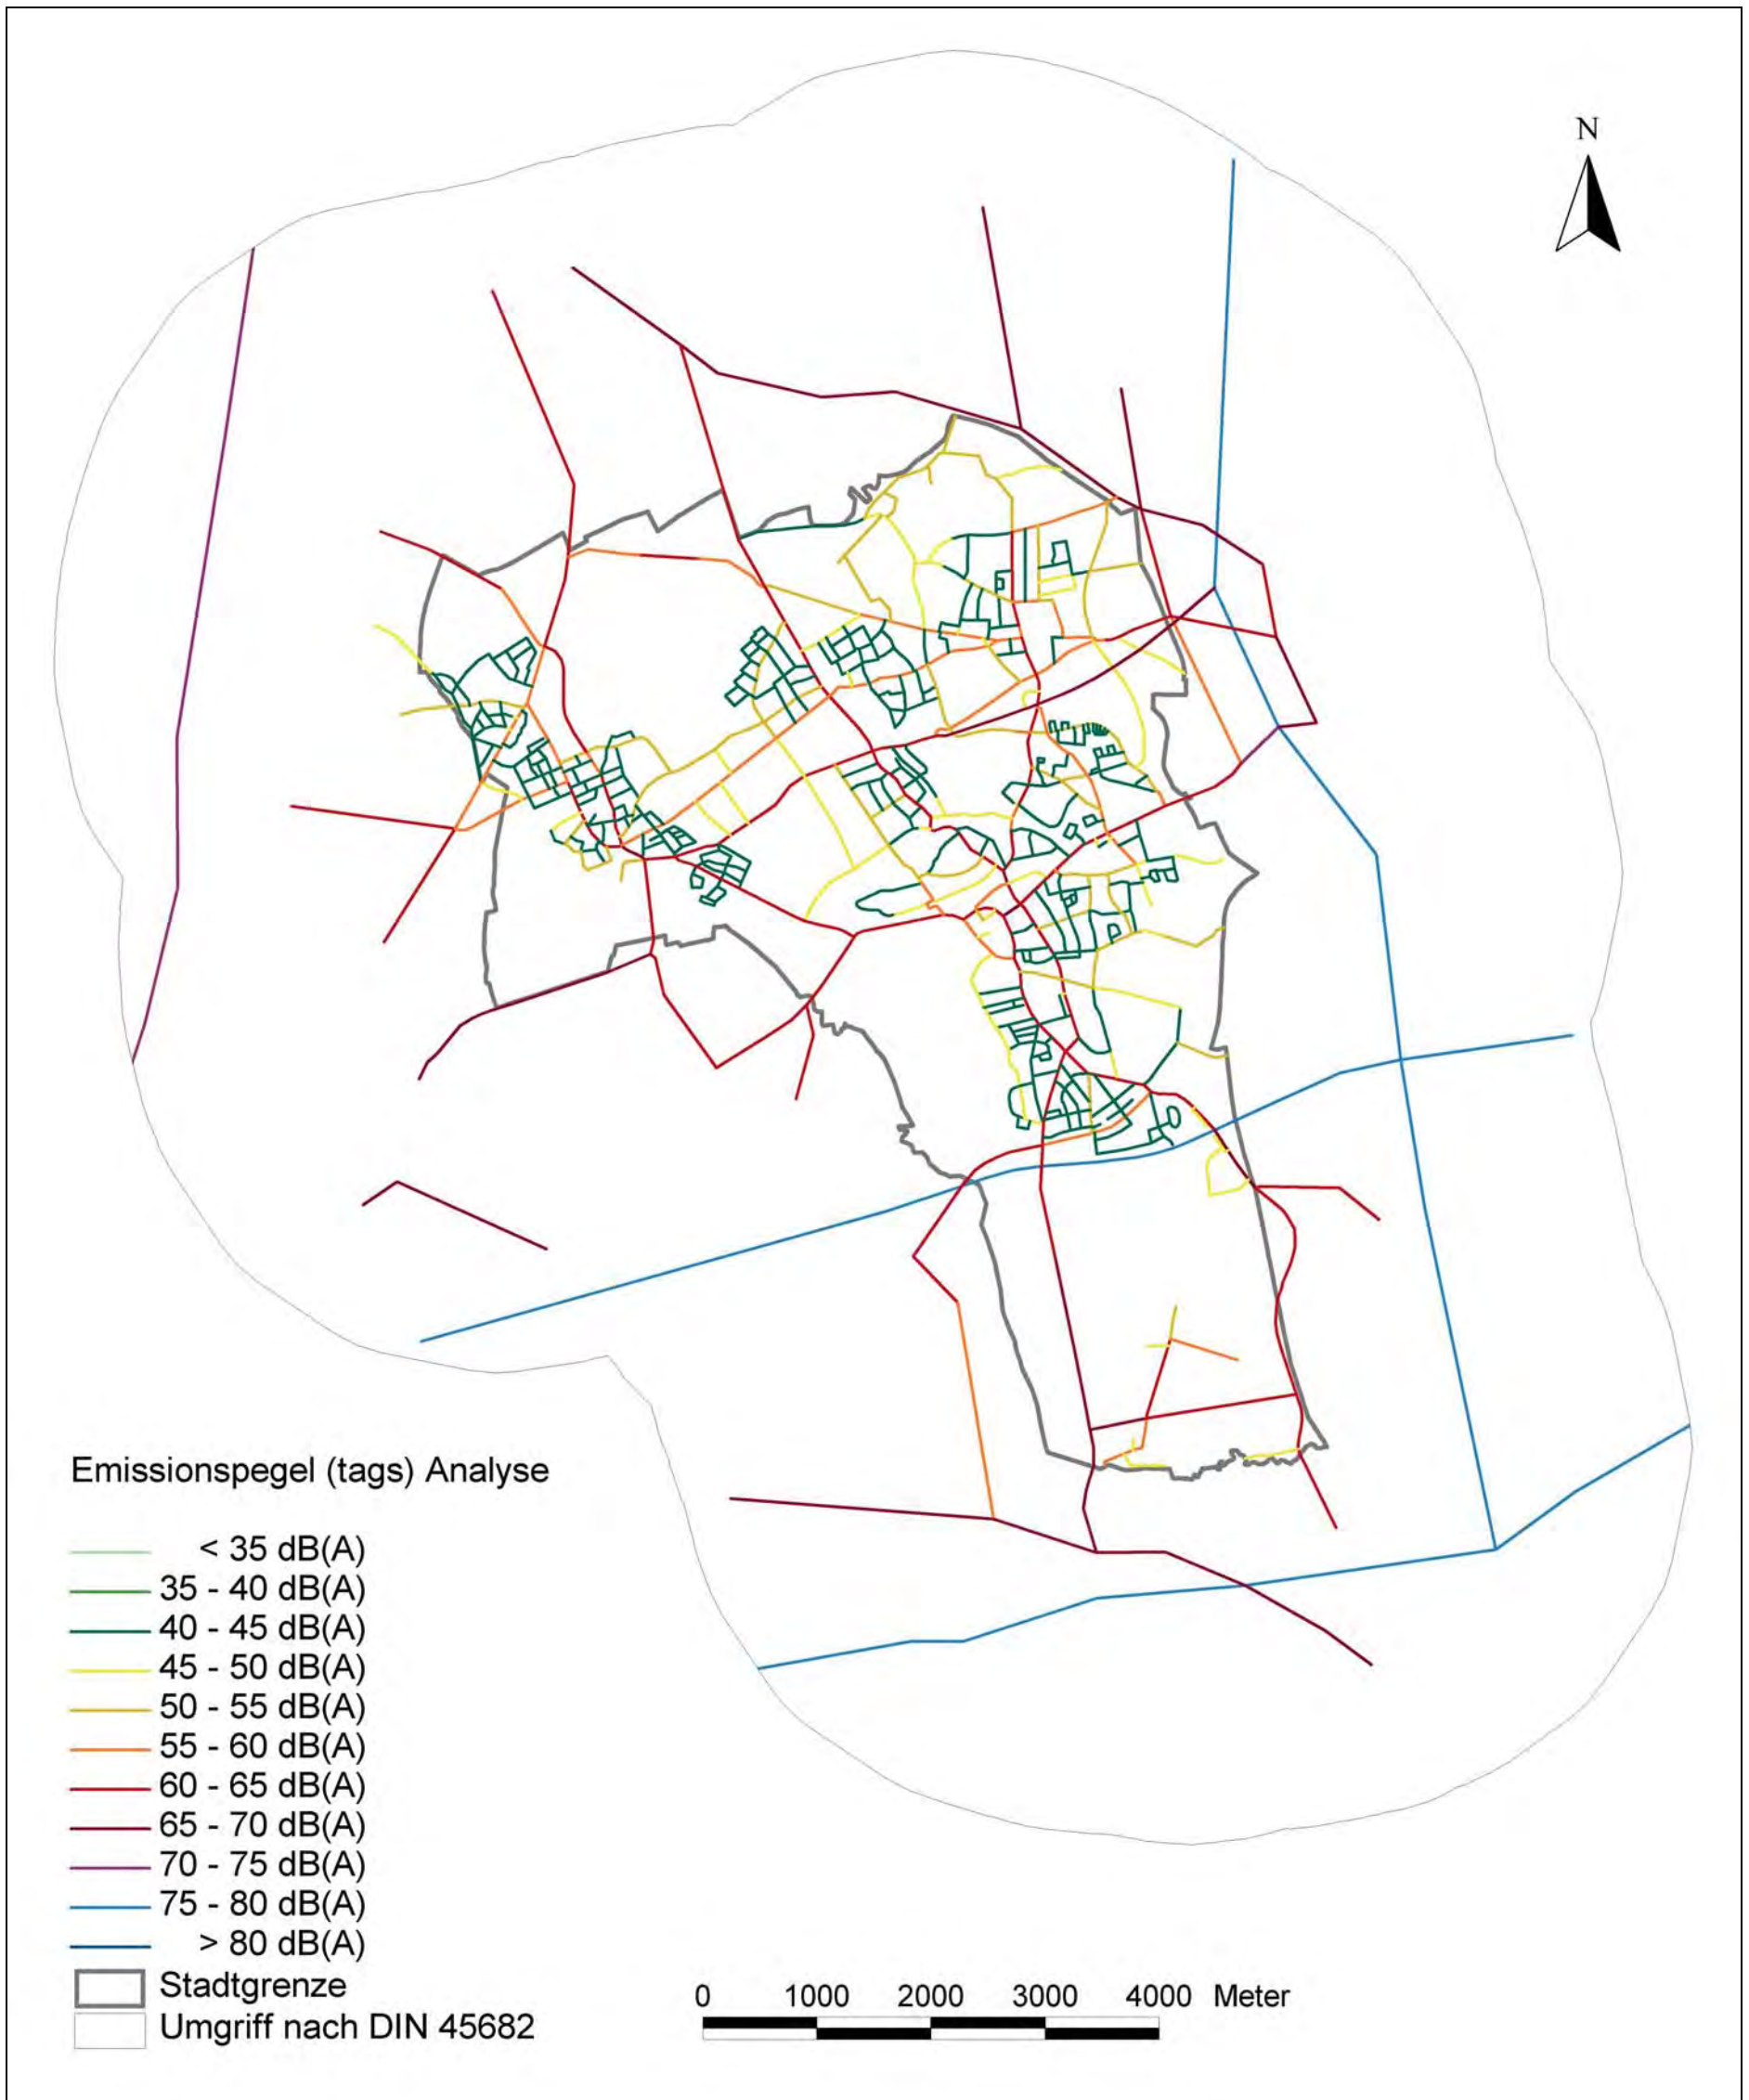 N
Emissionspegel (tags) Analyse
< 35 dB(A)
35 - 40 dB(A)
40 - 45 dB(A)
45 - 50 dB(A)
50 - 55 dB(A)
55 - 60 dB(A)
60 - 65 dB(A)
65 - 70 dB(A)
70 - 75 dB(A)
75 - 80 dB(A)
> 80 dB(A)
Stadtgrenze
Umgriff nach DIN 45682
0 1000 2000 3000 4000 Meter